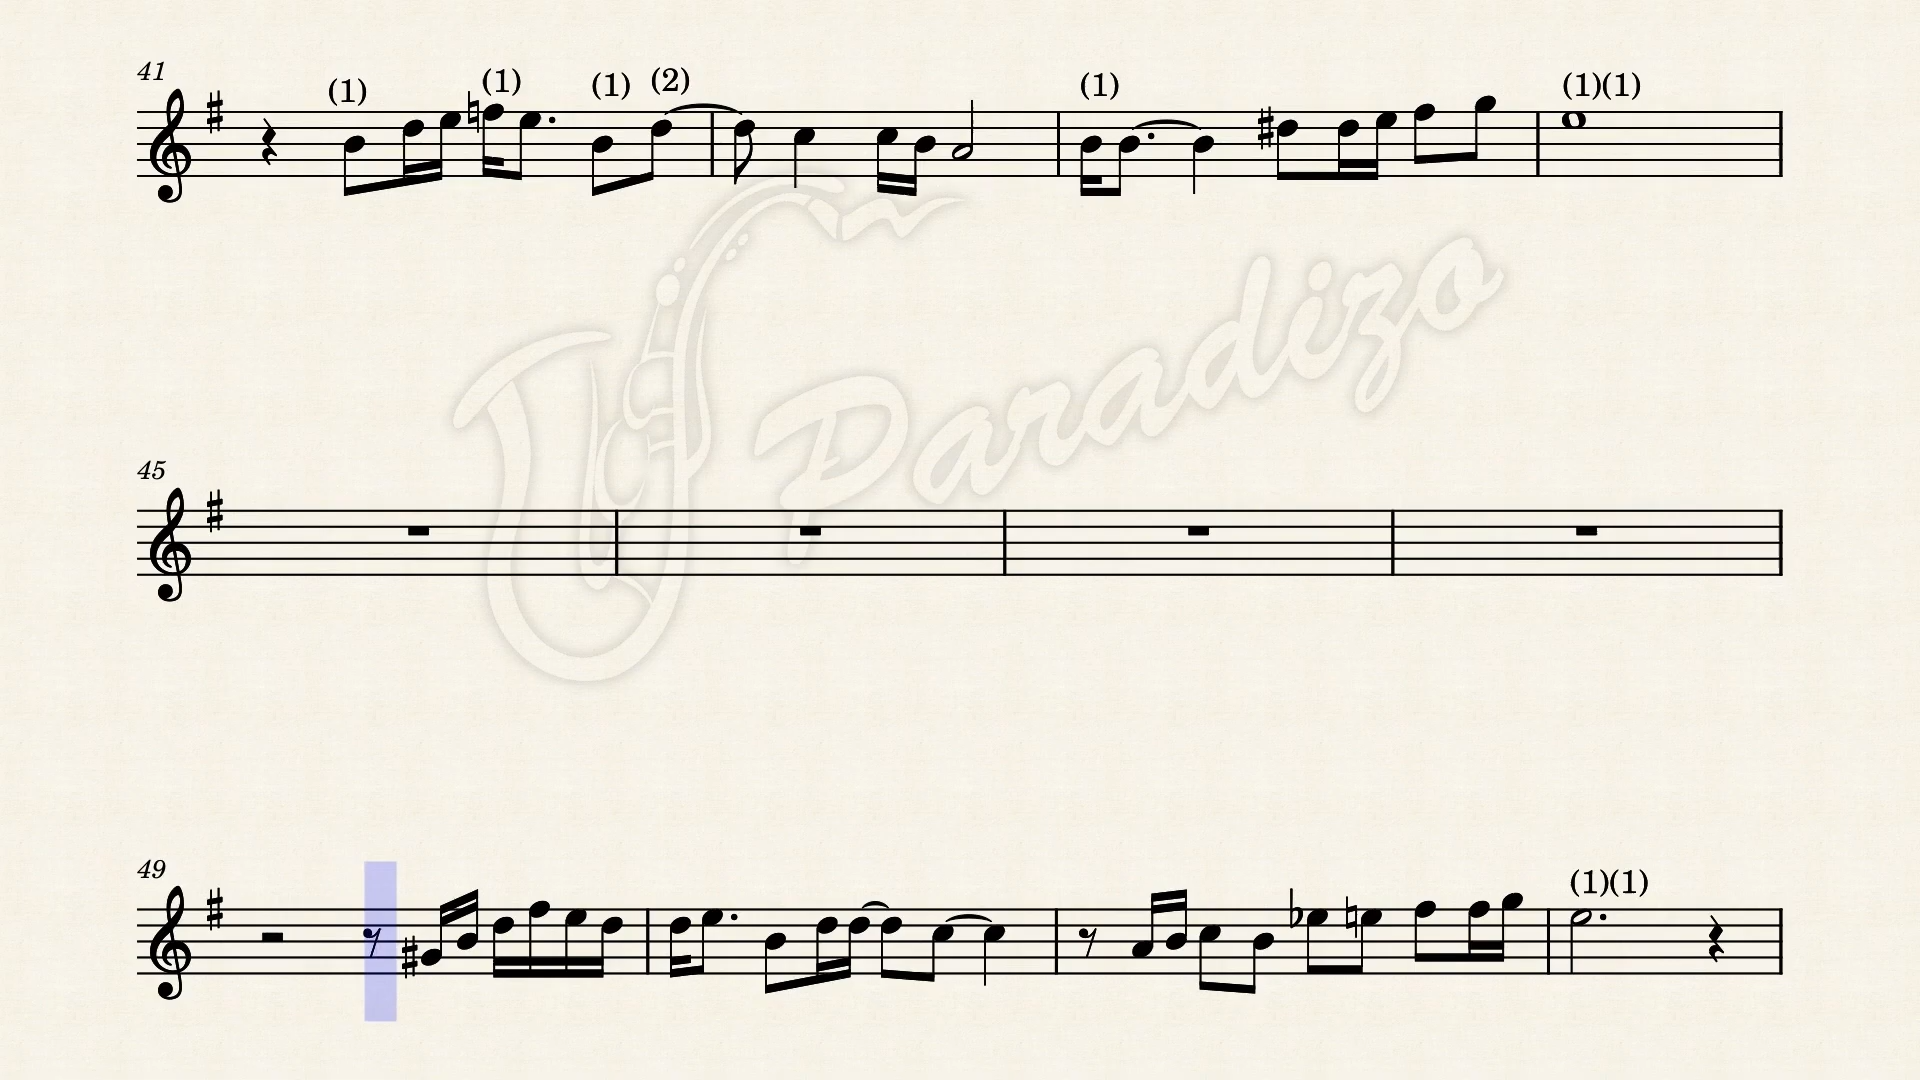 41
(1) (1) (1) (2) (1) (1)(1)
Paradizo
45
49
(1)(1)